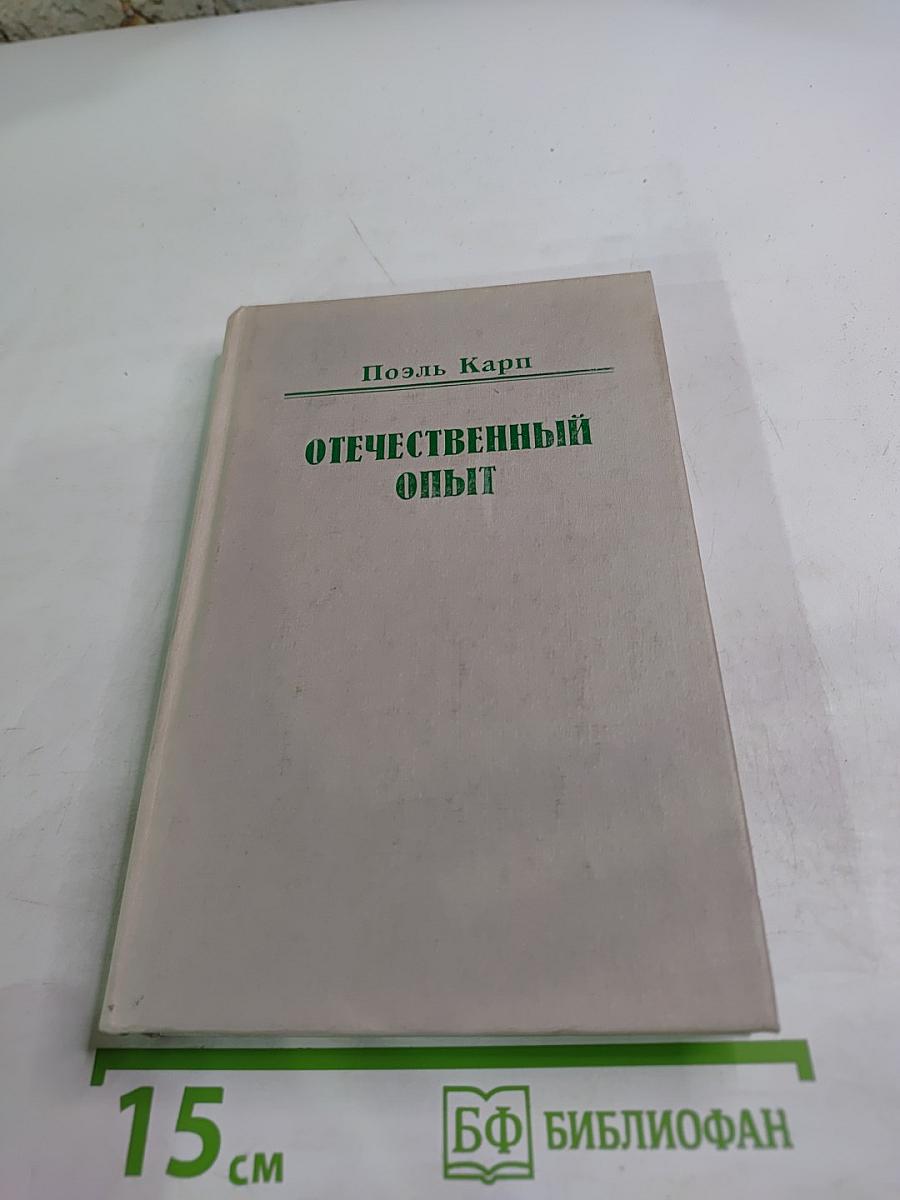 Поэль Карп
ОТЕЧЕСТВЕННЫЙ
ОПЫТ
15 см
БФ БИБЛИОФАН